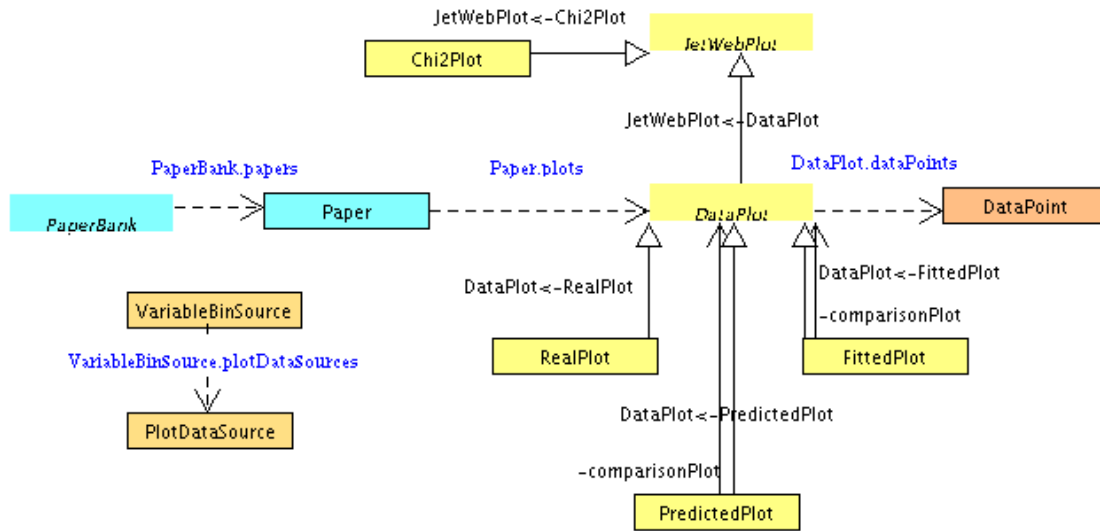 JetWebPlot<-Chi2Plot
JetWebPlot
Chi2Plot
JetWebPlot<-DataPlot
PaperBank.papers
Paper.plots
DataPlot.dataPoints
PaperBank
Paper
DataPlot
DataPoint
DataPlot<-RealPlot
DataPlot<-FittedPlot
VariableBinSource
-comparisonPlot
VariableBinSource.plotDataSources
RealPlot
FittedPlot
PlotDataSource
DataPlot<-PredictedPlot
-comparisonPlot
PredictedPlot